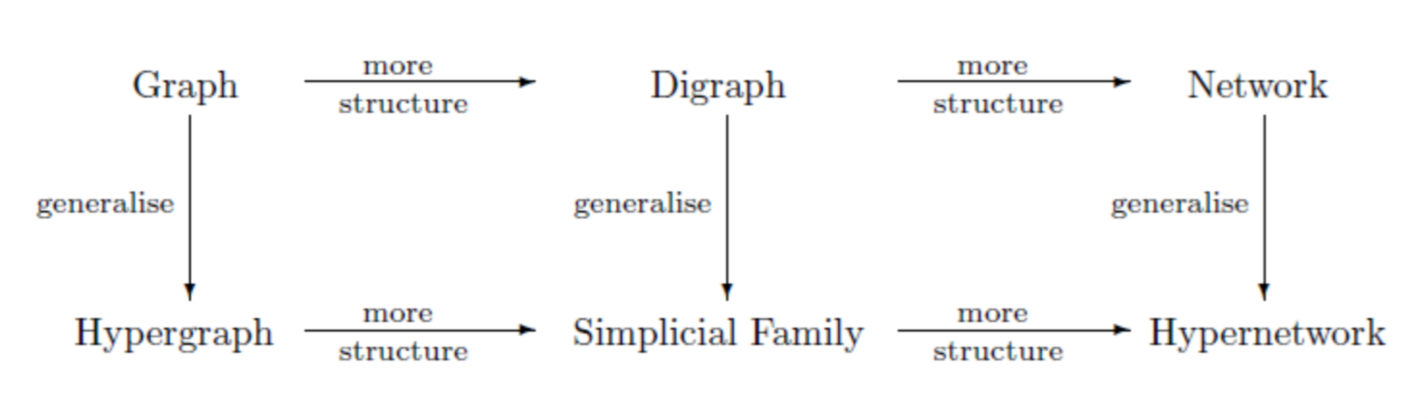 more more
Graph Digraph Network
structure structure
generalise generalise generalise
more more
Hypergraph Simplicial Family Hypernetwork
structure structure